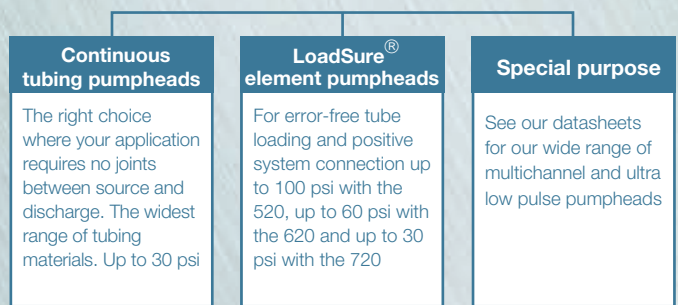 Continuous
tubing pumpheads
The right choice
where your application
requires no joints
between source and
discharge. The widest
range of tubing
materials. Up to 30 psi
LoadSure®
element pumpheads
For error-free tube
loading and positive
system connection up
to 100 psi with the
520, up to 60 psi with
the 620 and up to 30
psi with the 720
Special purpose
See our datasheets
for our wide range of
multichannel and ultra
low pulse pumpheads